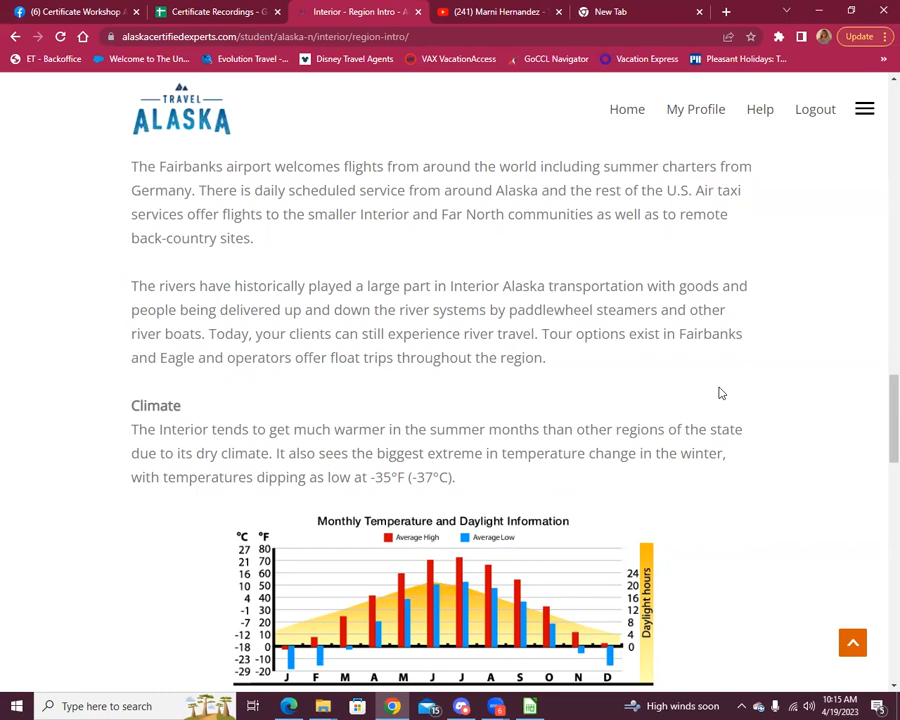 (6) Certificate Workshop A
Certificate Recordings - G
Interior - Region Intro - A
(241) Marni Hernandez -
New Tab
alaskacertifiedexperts.com/student/alaska-n/interior/region-intro/
Update
ET - Backoffice
Welcome to The Un...
Evolution Travel -...
Disney Travel Agents
VAX VacationAccess
GoCCL Navigator
Vacation Express
Pleasant Holidays: T...
TRAVEL
ALASKA
Home
My Profile
Help
Logout
The Fairbanks airport welcomes flights from around the world including summer charters from
Germany. There is daily scheduled service from around Alaska and the rest of the U.S. Air taxi
services offer flights to the smaller Interior and Far North communities as well as to remote
back-country sites.
The rivers have historically played a large part in Interior Alaska transportation with goods and
people being delivered up and down the river systems by paddlewheel steamers and other
river boats. Today, your clients can still experience river travel. Tour options exist in Fairbanks
and Eagle and operators offer float trips throughout the region.
Climate
The Interior tends to get much warmer in the summer months than other regions of the state
due to its dry climate. It also sees the biggest extreme in temperature change in the winter,
with temperatures dipping as low at -35°F (-37°C).
Monthly Temperature and Daylight Information
Average High
Average Low
°C °F
27 80
21 70
16 60 24
10 50 20
4 40 16
-1 30 12
-7 20 8
-12 10 4
-18 0 0
-23 -10
-29 -20
Daylight hours
J F M A M J J A S O N D
Type here to search
15
6
High winds soon
10:15 AM
4/19/2023
5